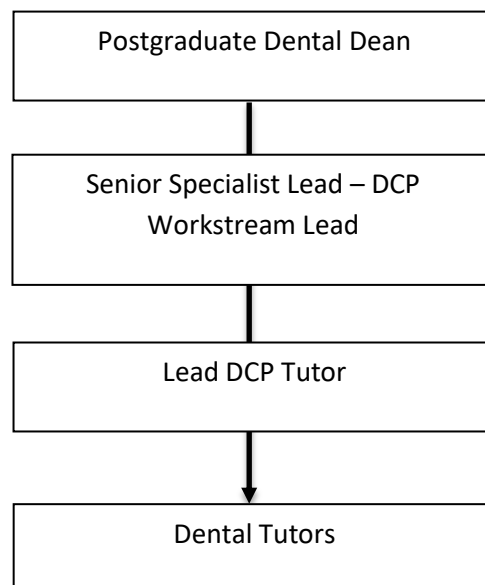 Postgraduate Dental Dean
Senior Specialist Lead – DCP
Workstream Lead
Lead DCP Tutor
Dental Tutors